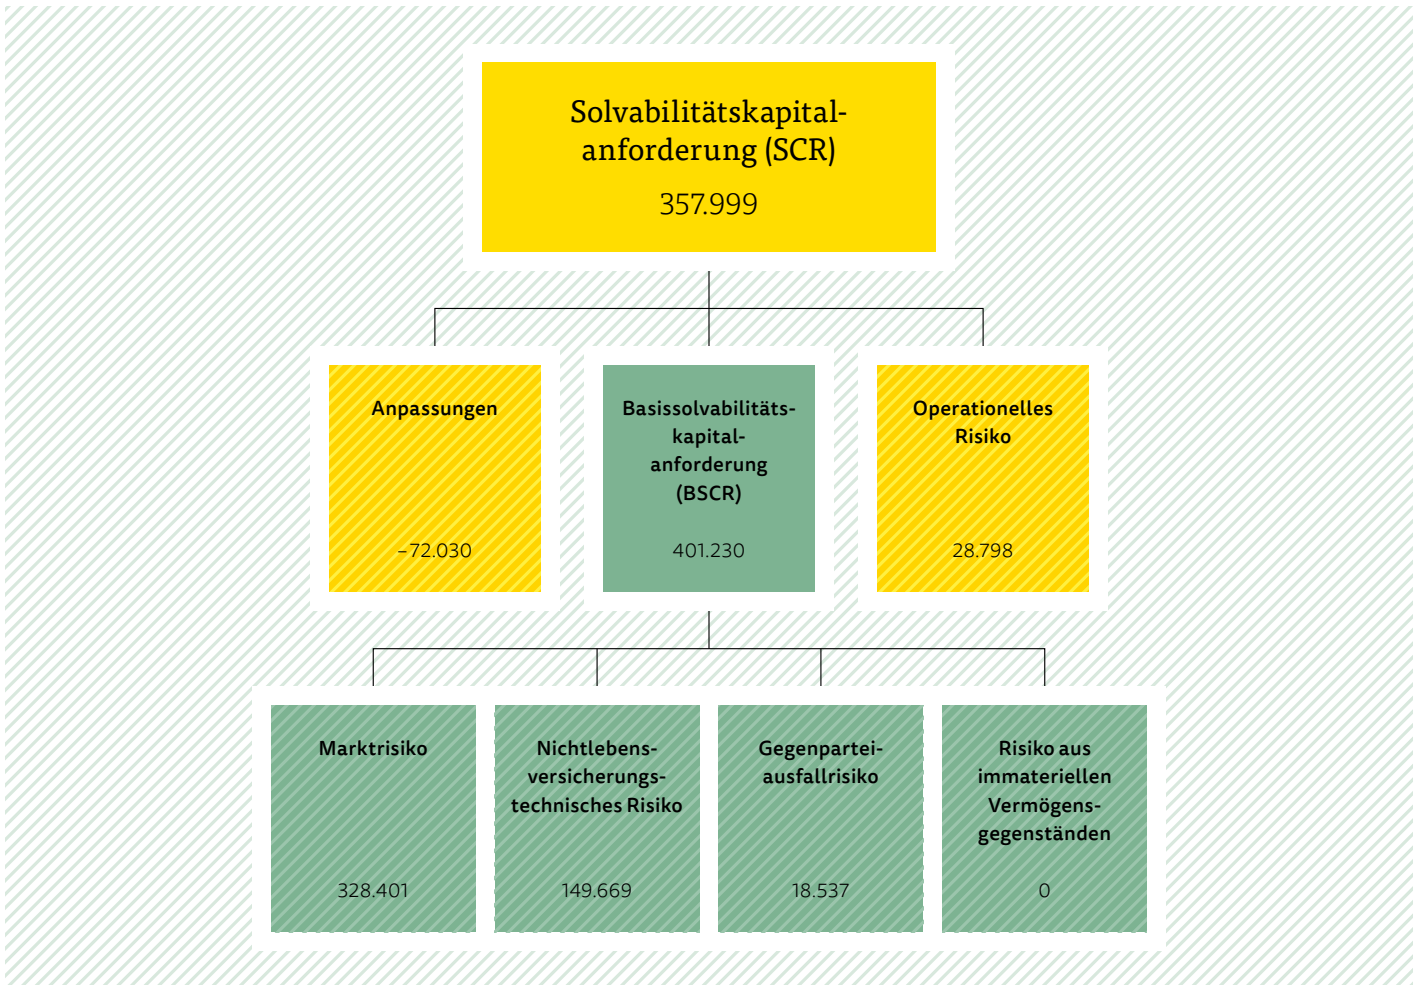 Solvabilitätskapital-
anforderung (SCR)
357.999
Anpassungen
–72.030
Basissolvabilitäts-
kapital-
anforderung
(BSCR)
401.230
Operationelles
Risiko
28.798
Marktrisiko
328.401
Nichtlebens-
versicherungs-
technisches Risiko
149.669
Gegenpartei-
ausfallrisiko
18.537
Risiko aus
immateriellen
Vermögens-
gegenständen
0